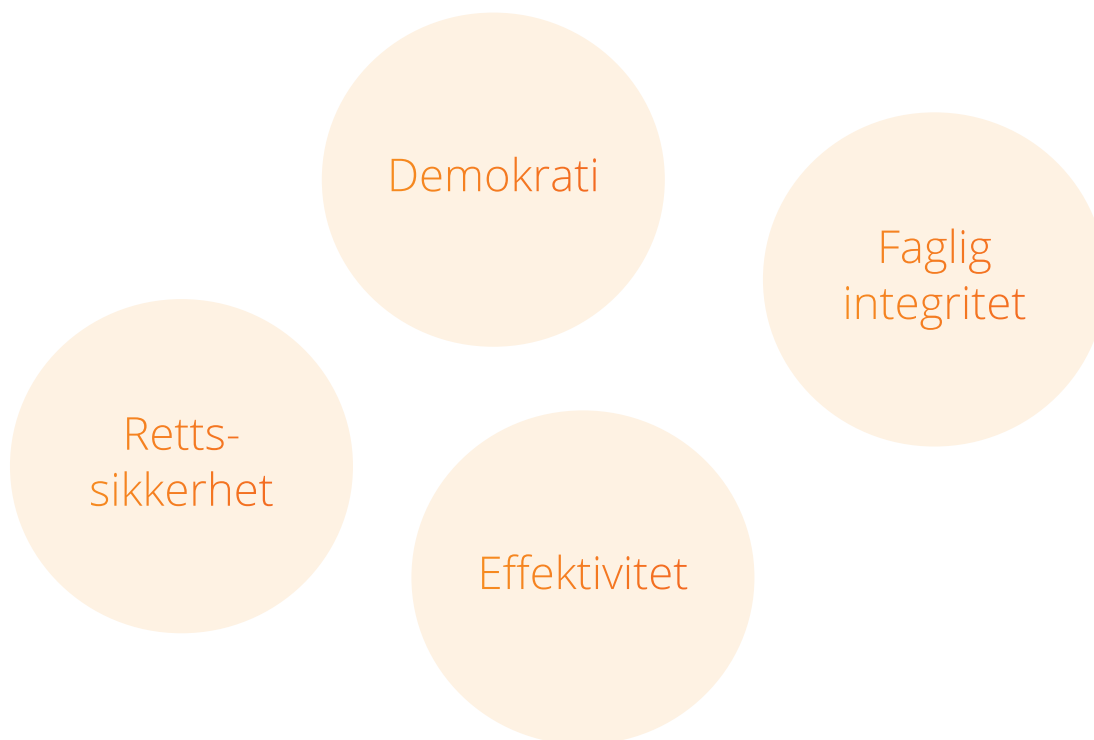 Demokrati
Faglig
integritet
Retts-
sikkerhet
Effektivitet